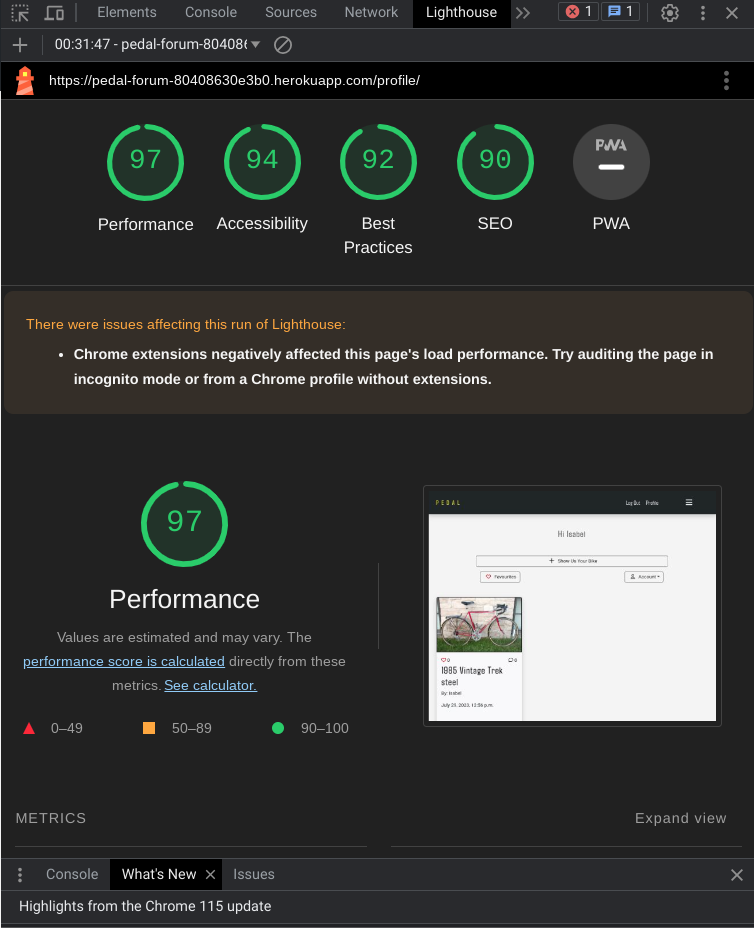 Elements Console Sources Network Lighthouse 1 1
00:31:47 - pedal-forum-80408
https://pedal-forum-80408630e3b0.herokuapp.com/profile/
97 94 92 90 PWA
Performance Accessibility Best SEO PWA
Practices
There were issues affecting this run of Lighthouse:
• Chrome extensions negatively affected this page's load performance. Try auditing the page in
incognito mode or from a Chrome profile without extensions.
97
Performance
Values are estimated and may vary. The
performance score is calculated directly from these
metrics. See calculator.
0–49 50–89 90–100
PEDAL Log Out Profile
Hi Isabel
+ Show Us Your Bike
Favourites Account
0 0
1985 Vintage Trek
steel
By: Isabel
July 2023, 12:56 p.m.
METRICS Expand view
Console What's New Issues
Highlights from the Chrome 115 update